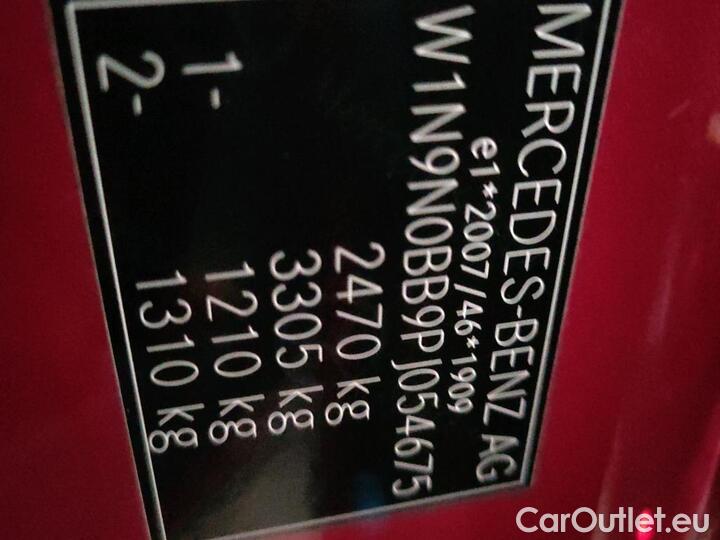 MERCEDES-BENZ AG
e1*2007/46*1909
W1N9N0BB9PJ054675
2470 kg
3305 kg
1- 1210 kg
2- 1310 kg
CarOutlet.eu